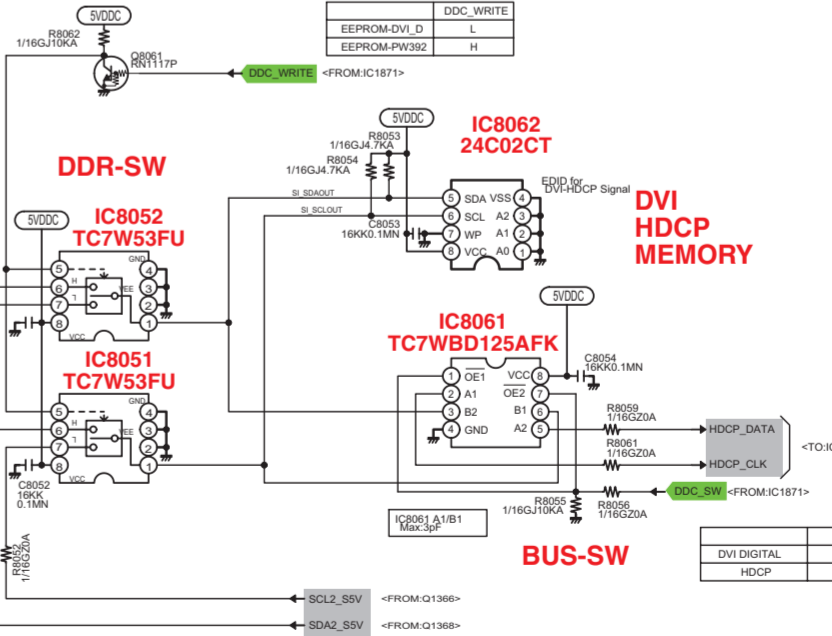 5VDDC
R8062
1/16GJ10KA
Q8061
RN1117P
DDC_WRITE <FROM:IC1871>
DDC_WRITE
EEPROM-DVI_D L
EEPROM-PW392 H
DDR-SW
5VDDC
R8053
1/16GJ4.7KA
R8054
1/16GJ4.7KA
IC8062
24C02CT
SI_SDAOUT
SI_SCLOUT
C8053
16KK0.1MN
5 SDA VSS 4
6 SCL A2 3
7 WP A1 2
8 VCC A0 1
EDID for
DVI-HDCP Signal
DVI
HDCP
MEMORY
5VDDC
IC8052
TC7W53FU
GND
5 4
6 H VEE 3
7 L 2
8 1
VCC
IC8051
TC7W53FU
GND
5 4
6 H VEE 3
7 L 2
8 1
VCC
C8052
16KK
0.1MN
R8052
1/16GZ0A
5VDDC
IC8061
TC7WBD125AFK
1 OE1 VCC 8
2 A1 OE2 7
3 B2 B1 6
4 GND A2 5
C8054
16KK0.1MN
R8059
1/16GZ0A
HDCP_DATA
R8061
1/16GZ0A
HDCP_CLK
<TO:IC
R8055
1/16GJ10KA
R8056
1/16GZ0A
DDC_SW <FROM:IC1871>
IC8061 A1/B1
Max:3pF
BUS-SW
DVI DIGITAL
HDCP
SCL2_S5V <FROM:Q1366>
SDA2_S5V <FROM:Q1368>